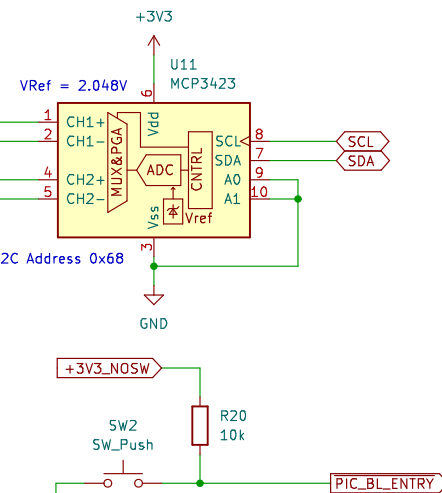 +3V3
U11
MCP3423
VRef = 2.048V
6
Vdd
1
CH1+
2
CH1-
4
CH2+
5
CH2-
MUX&PGA
ADC
CNTRL
Vref
Vss
SCL
8
SCL
SDA
7
SDA
A0
9
A1
10
3
2C Address 0x68
GND
+3V3_NOSW
R20
10k
SW2
SW_Push
PIC_BL_ENTRY